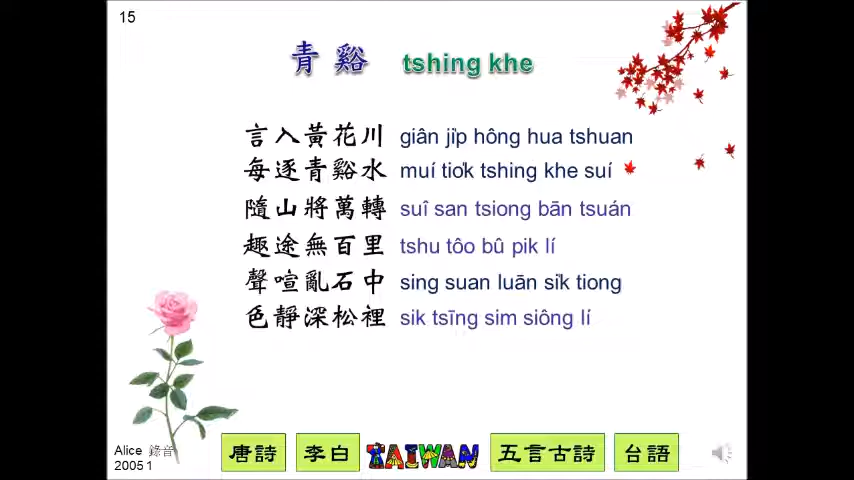 15
青谿 tshing khe
言入黃花川 giân ji̍p hông hua tshuan
每逐青谿水 muí tio̍k tshing khe suí
隨山將萬轉 suî san tsiong bān tsuán
趣途無百里 tshu tôo bû pik lí
聲喧亂石中 sing suan luān si̍k tiong
色靜深松裡 sik tsīng sim siông lí
Alice 錄音
2005 1
唐詩 李白 TAIWAN 五言古詩 台語